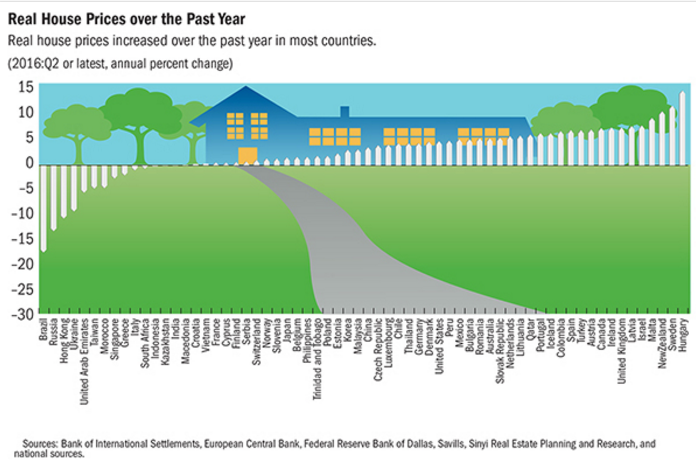 Real House Prices over the Past Year
Real house prices increased over the past year in most countries.
(2016:Q2 or latest, annual percent change)
15
10
5
0
–5
–10
–15
–20
–25
–30
Brazil
Russia
Hong Kong
Ukraine
United Arab Emirates
Taiwan
Morocco
Singapore
Greece
Italy
South Africa
Indonesia
Kazakhstan
India
Macedonia
Croatia
Vietnam
France
Cyprus
Finland
Serbia
Switzerland
Norway
Slovenia
Japan
Belgium
Philippines
Trinidad and Tobago
Poland
Estonia
Korea
Malaysia
China
Czech Republic
Luxembourg
Chile
Thailand
Germany
Denmark
United States
Peru
Mexico
Bulgaria
Romania
Australia
Slovak Republic
Netherlands
Lithuania
Qatar
Portugal
Iceland
Colombia
Spain
Turkey
Austria
Canada
Ireland
United Kingdom
Latvia
Israel
Malta
NewZealand
Sweden
Hungary
Sources: Bank of International Settlements, European Central Bank, Federal Reserve Bank of Dallas, Savills, Sinyi Real Estate Planning and Research, and
national sources.